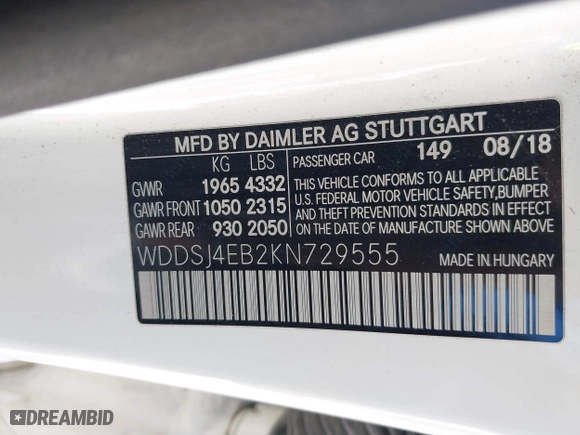 MFD BY DAIMLER AG STUTTGART
KG LBS PASSENGER CAR 149 08/18
GVWR 1965 4332
GAWR FRONT 1050 2315
GAWR REAR 930 2050
THIS VEHICLE CONFORMS TO ALL APPLICABLE
U.S. FEDERAL MOTOR VEHICLE SAFETY,BUMPER
AND THEFT PREVENTION STANDARDS IN EFFECT
ON THE DATE OF MANUFACTURE SHOWN ABOVE
WDDSJ4EB2KN729555 MADE IN HUNGARY
DREAMBID